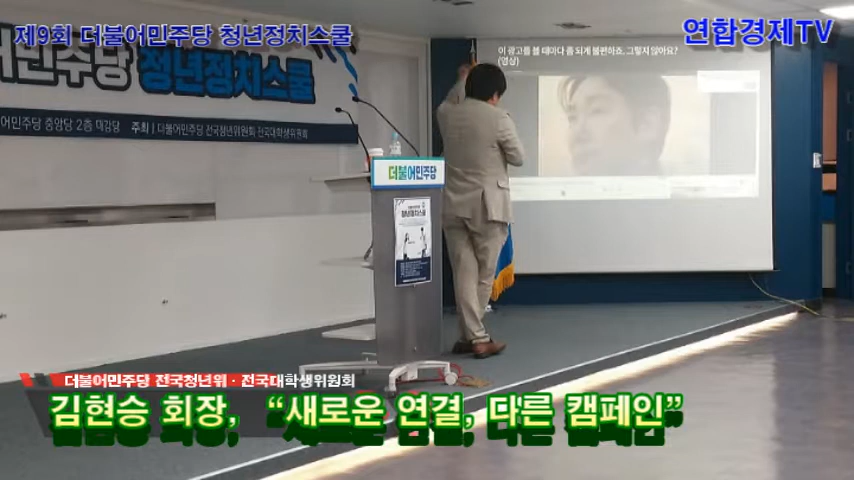 제9회 더불어민주당 청년정치스쿨
연합경제TV
이 광고를 볼 때마다 좀 되게 불편하죠. 그렇지 않아요?
(영상)
어민주당 청년정치스쿨
어민주당 중앙당 2층 대강당 주최 | 더불어민주당 전국청년위원회·전국대학생위원회
더불어민주당
청년정치스쿨
더불어민주당 전국청년위·전국대학생위원회
김현승 회장, “새로운 연결, 다른 캠페인”